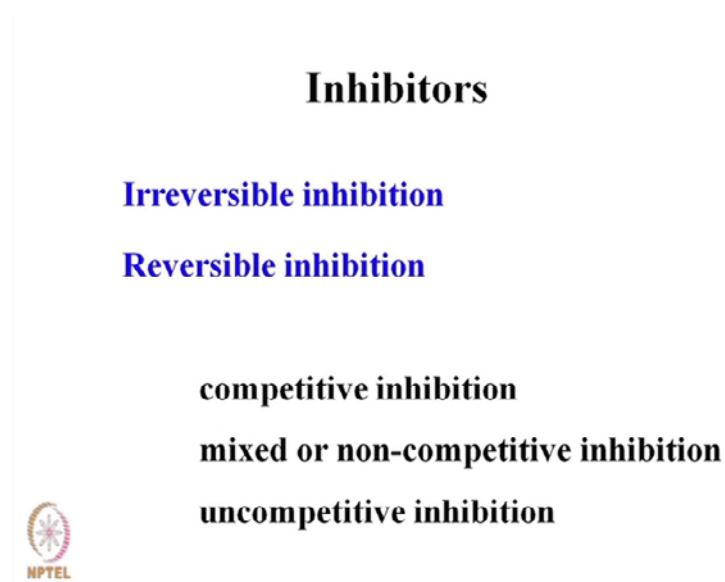 Inhibitors
Irreversible inhibition
Reversible inhibition
competitive inhibition
mixed or non-competitive inhibition
uncompetitive inhibition
NPTEL